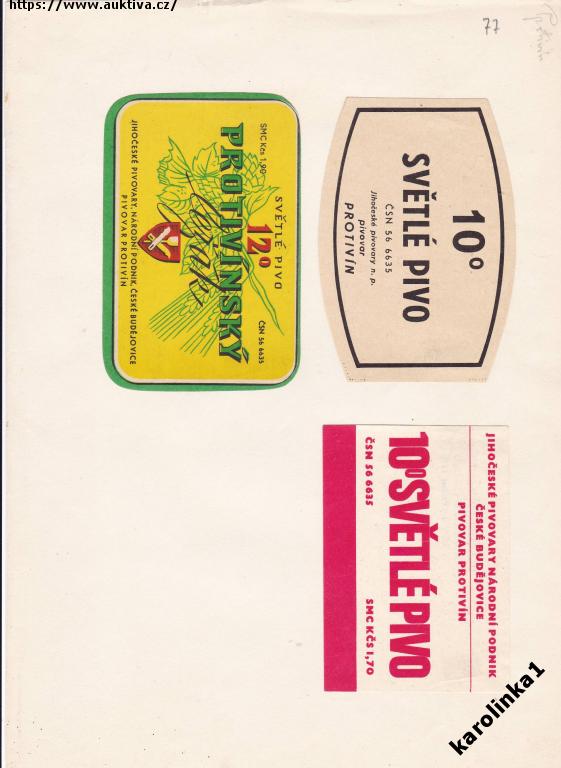 https://www.auktiva.cz/
77
SMC Kčs 1,90
SVĚTLÉ PIVO
12°
PROTIVÍNSKÝ
ležák
ČSN 56 6635
JIHOČESKÉ PIVOVARY, NÁRODNÍ PODNIK, ČESKÉ BUDĚJOVICE
PIVOVAR PROTIVÍN
10°
SVĚTLÉ PIVO
ČSN 56 6635
Jihočeské pivovary n. p.
pivovar
PROTIVÍN
JIHOČESKÉ PIVOVARY NÁRODNÍ PODNIK
ČESKÉ BUDĚJOVICE
PIVOVAR PROTIVÍN
10° SVĚTLÉ PIVO
ČSN 56 6635
SMC KČS 1,70
karolinka1